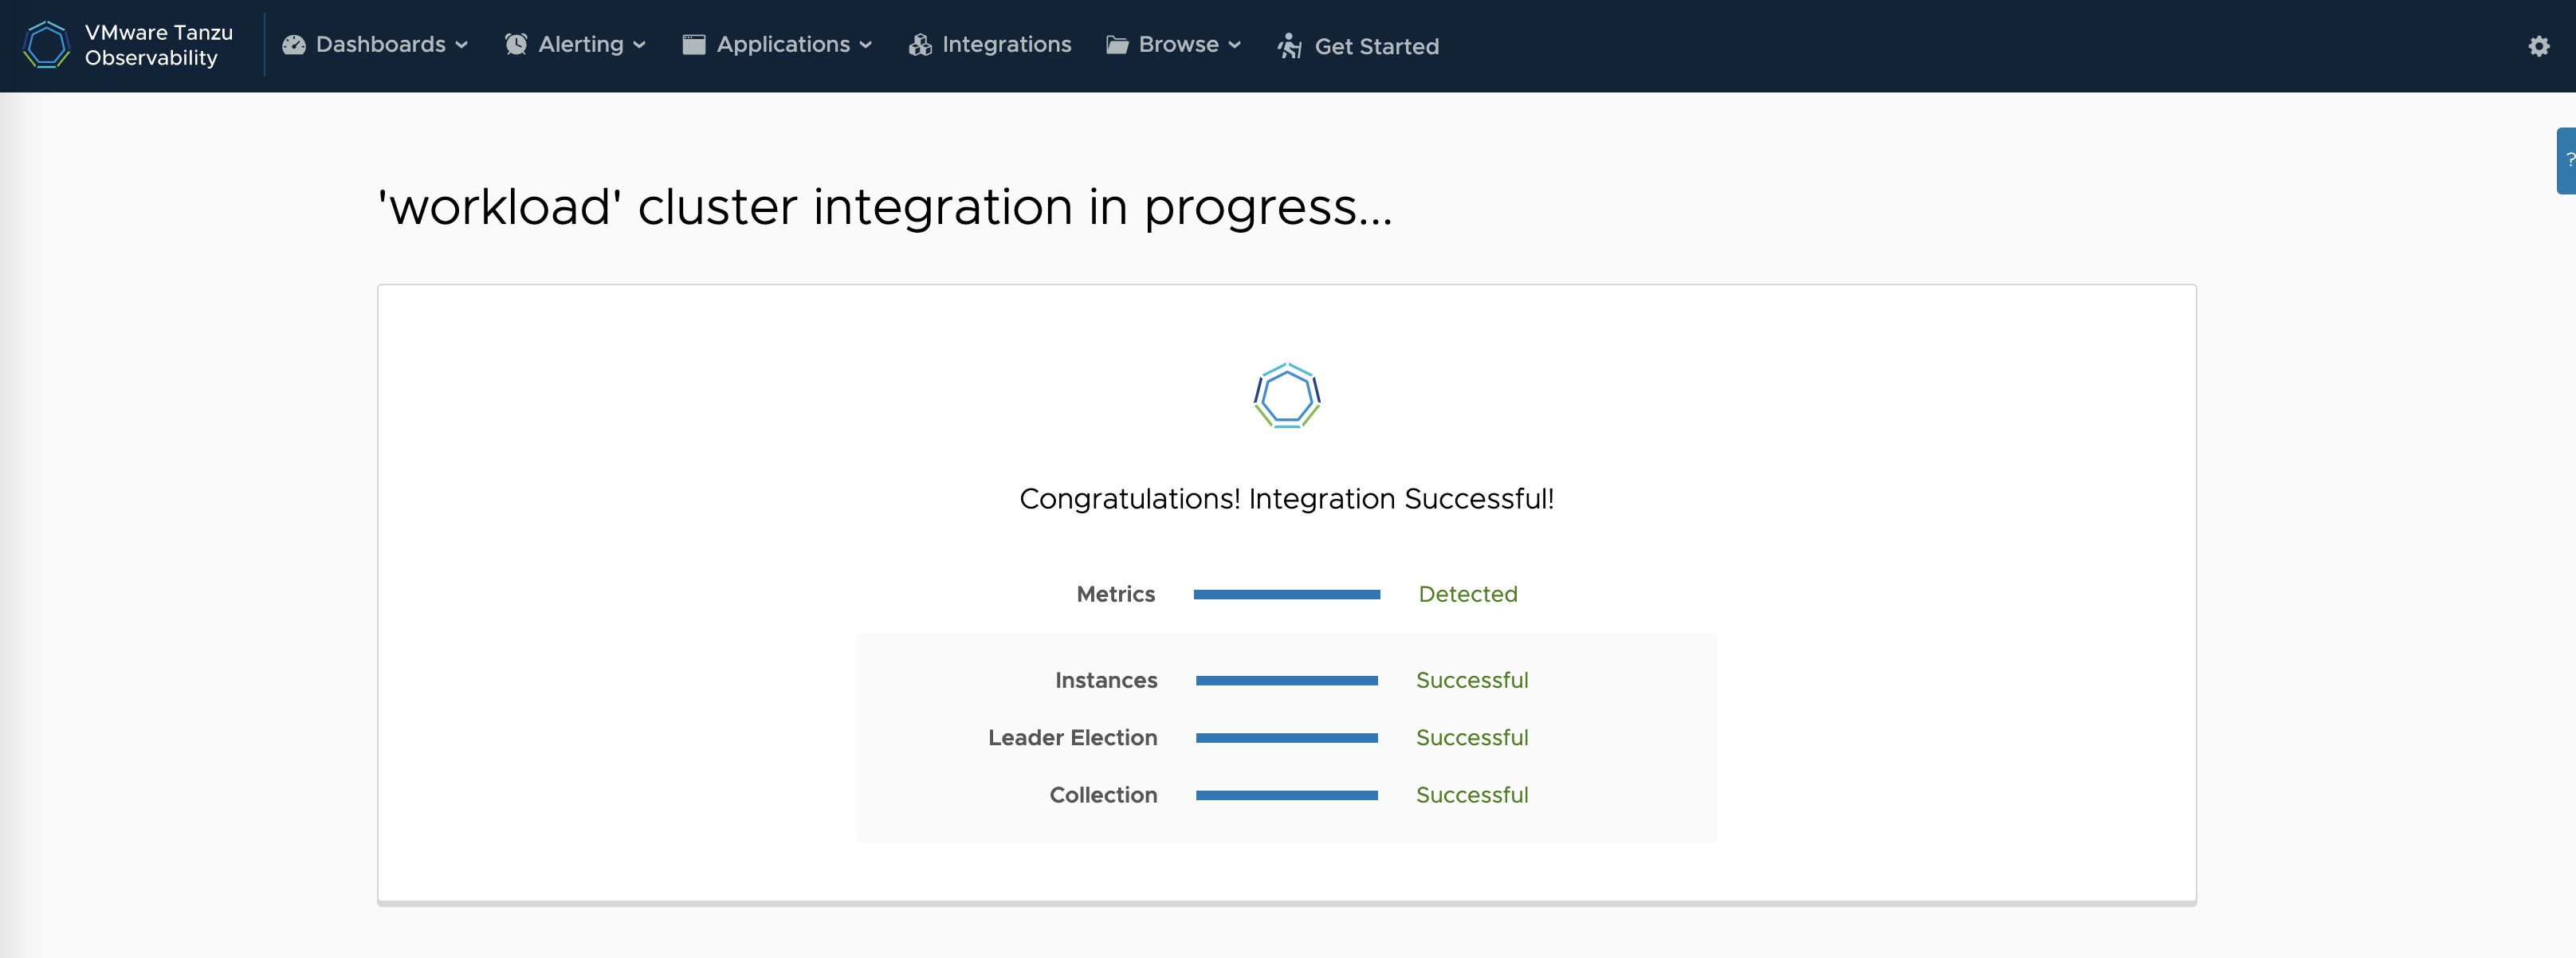 VMware Tanzu
Observability
Dashboards
Alerting
Applications
Integrations
Browse
Get Started
?
'workload' cluster integration in progress...
Congratulations! Integration Successful!
Metrics Detected
Instances Successful
Leader Election Successful
Collection Successful